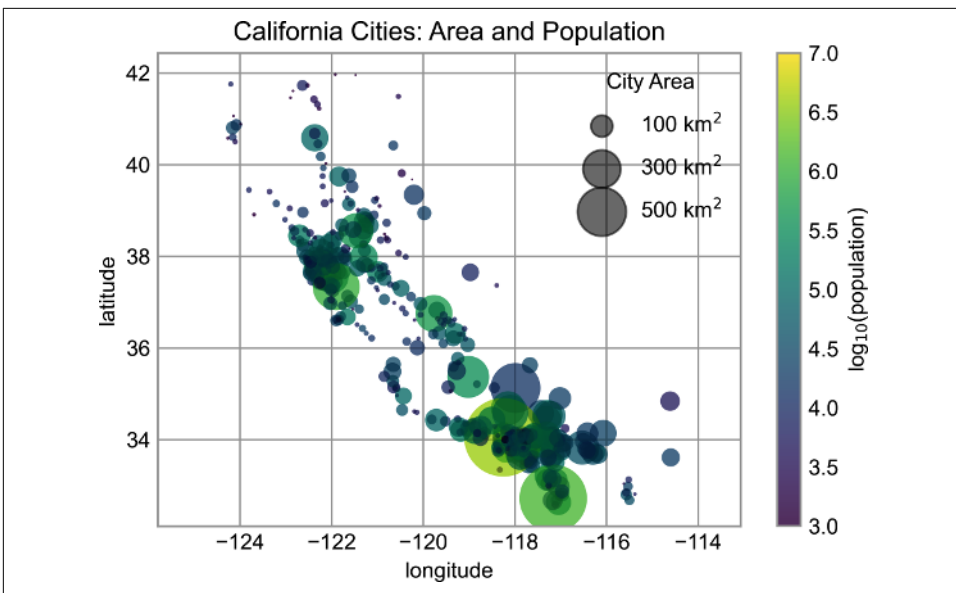 California Cities: Area and Population
42
40
38
36
34
latitude
−124 −122 −120 −118 −116 −114
longitude
City Area
100 km²
300 km²
500 km²
7.0
6.5
6.0
5.5
5.0
4.5
4.0
3.5
3.0
log₁₀(population)